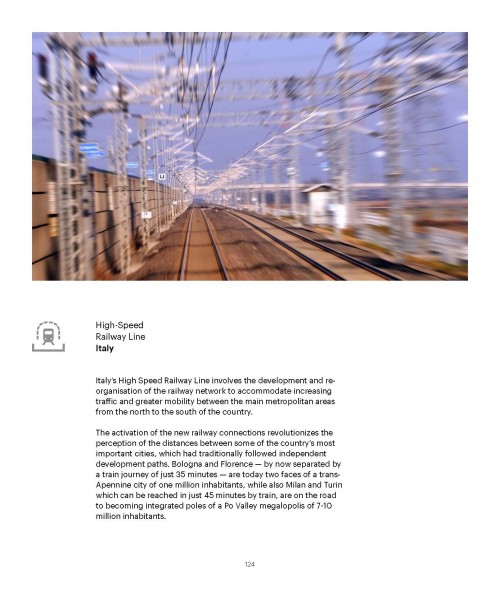 High-Speed
Railway Line
Italy
Italy's High Speed Railway Line involves the development and re-
organisation of the railway network to accommodate increasing
traffic and greater mobility between the main metropolitan areas
from the north to the south of the country.
The activation of the new railway connections revolutionizes the
perception of the distances between some of the country's most
important cities, which had traditionally followed independent
development paths. Bologna and Florence — by now separated by
a train journey of just 35 minutes — are today two faces of a trans-
Apennine city of one million inhabitants, while also Milan and Turin
which can be reached in just 45 minutes by train, are on the road
to becoming integrated poles of a Po Valley megalopolis of 7-10
million inhabitants.
124